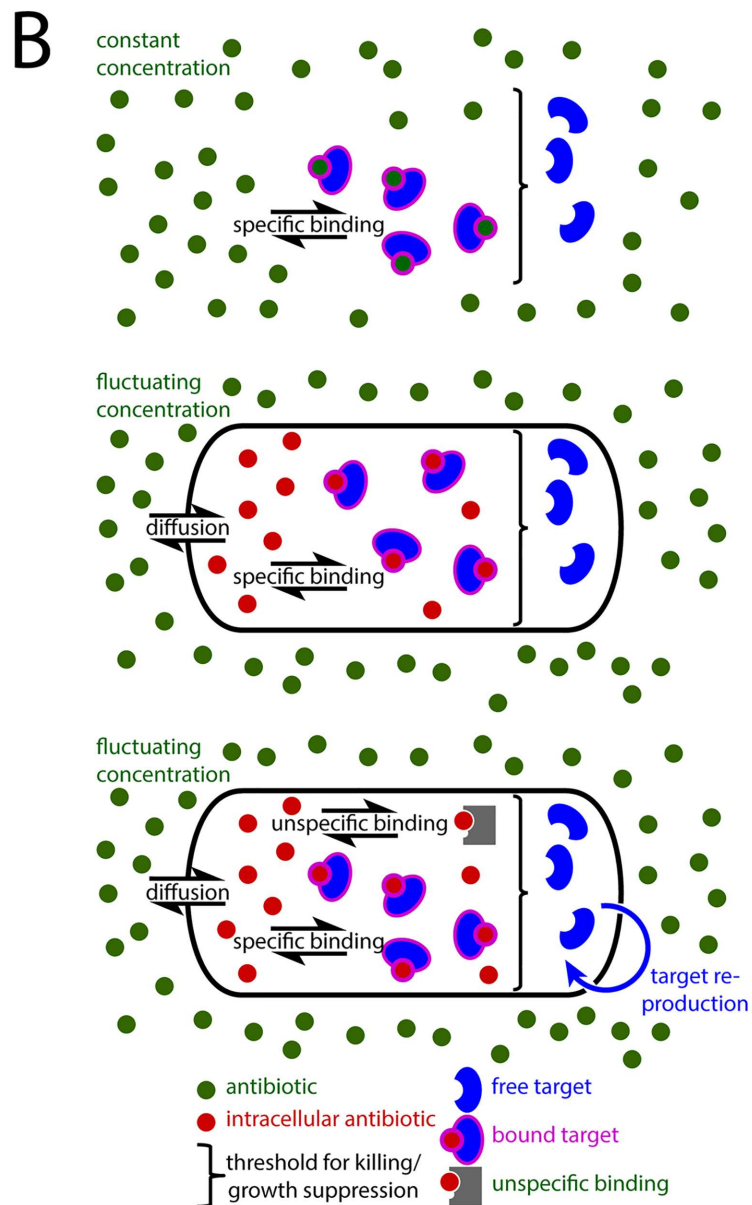 B
constant
concentration
specific binding
fluctuating
concentration
diffusion
specific binding
fluctuating
concentration
unspecific binding
diffusion
specific binding
target re-
production
antibiotic
free target
intracellular antibiotic
bound target
threshold for killing/
growth suppression
unspecific binding